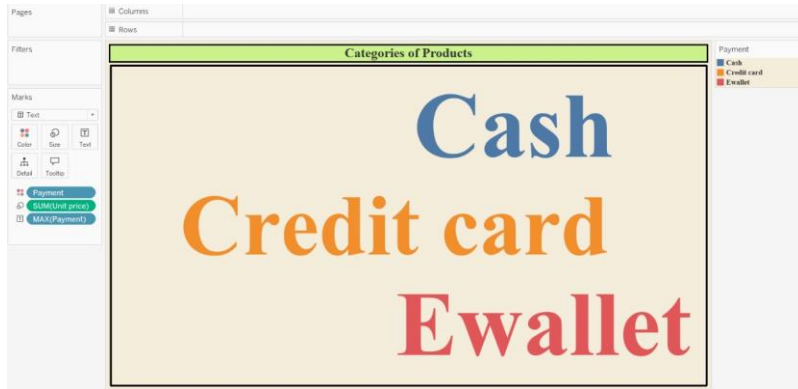 Pages
Columns
Rows
Filters
Marks
Text
Color Size Text
Detail Tooltip
Payment
SUM(Unit price)
MAX(Payment)
Categories of Products
Cash
Credit card
Ewallet
Payment
Cash
Credit card
Ewallet